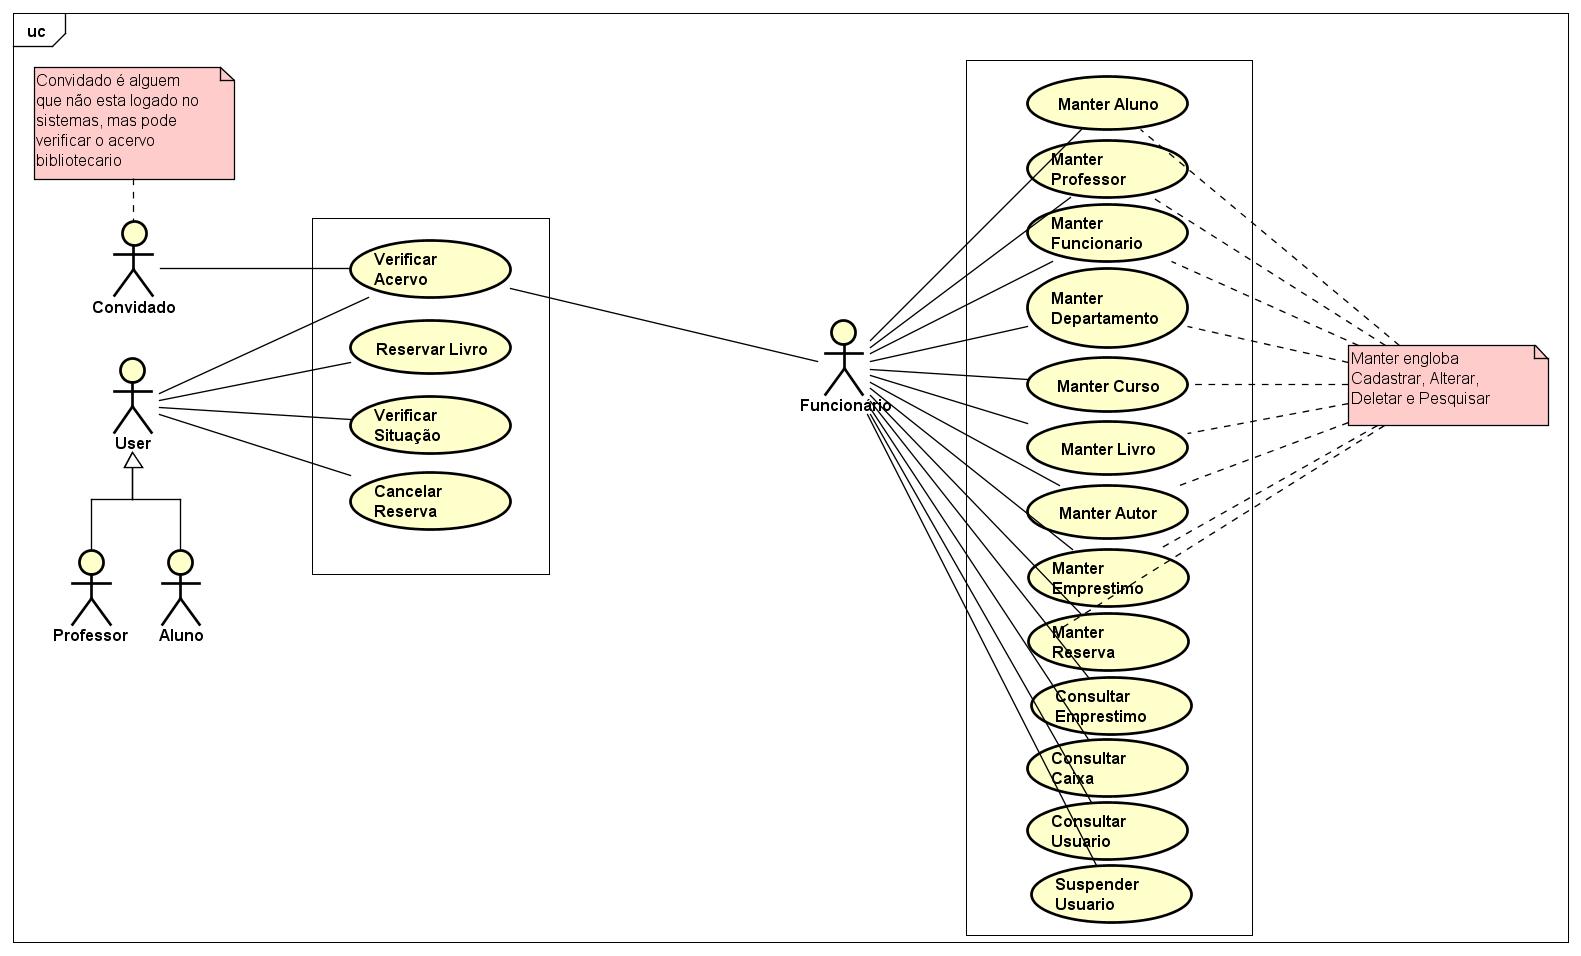 uc
Convidado é alguem
que não esta logado no
sistemas, mas pode
verificar o acervo
bibliotecario
Convidado
User
Professor
Aluno
Verificar
Acervo
Reservar Livro
Verificar
Situação
Cancelar
Reserva
Funcionario
Manter Aluno
Manter
Professor
Manter
Funcionario
Manter
Departamento
Manter Curso
Manter Livro
Manter Autor
Manter
Emprestimo
Manter
Reserva
Consultar
Emprestimo
Consultar
Caixa
Consultar
Usuario
Suspender
Usuario
Manter engloba
Cadastrar, Alterar,
Deletar e Pesquisar